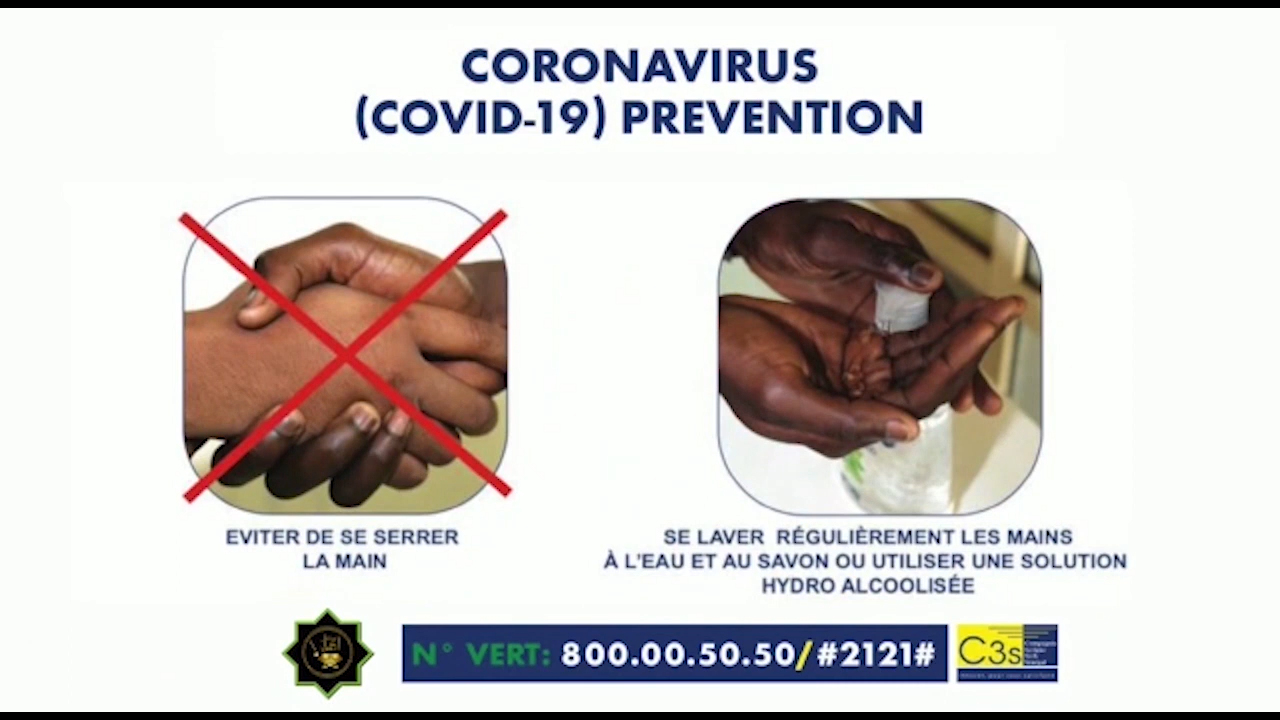 CORONAVIRUS
(COVID-19) PREVENTION
EVITER DE SE SERRER
LA MAIN
SE LAVER RÉGULIÈREMENT LES MAINS
À L'EAU ET AU SAVON OU UTILISER UNE SOLUTION
HYDRO ALCOOLISÉE
N° VERT: 800.00.50.50/#2121#
C3s